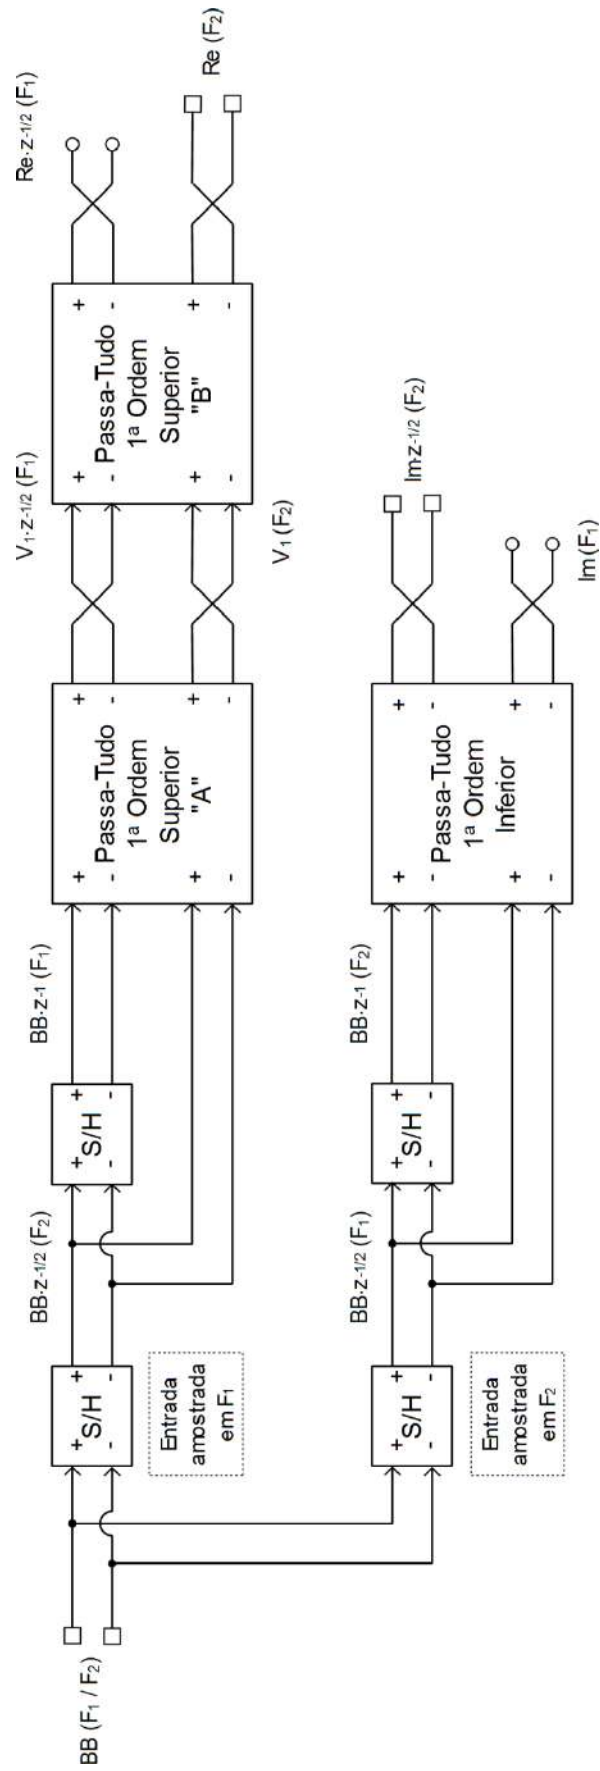 BB (F1 / F2)
+ +
S/H
- -
Entrada
amostrada
em F1
BB·z-1/2 (F2)
+ +
S/H
- -
BB·z-1 (F1)
+ +
- -
Passa-Tudo
1ª Ordem
Superior
"A"
+ +
- -
V1·z-1/2 (F1)
V1 (F2)
+ +
- -
Passa-Tudo
1ª Ordem
Superior
"B"
+ +
- -
Re·z-1/2 (F1)
Re (F2)
+ +
S/H
- -
Entrada
amostrada
em F2
BB·z-1/2 (F1)
+ +
S/H
- -
BB·z-1 (F2)
+ +
- -
Passa-Tudo
1ª Ordem
Inferior
+ +
- -
Im·z-1/2 (F2)
Im (F1)